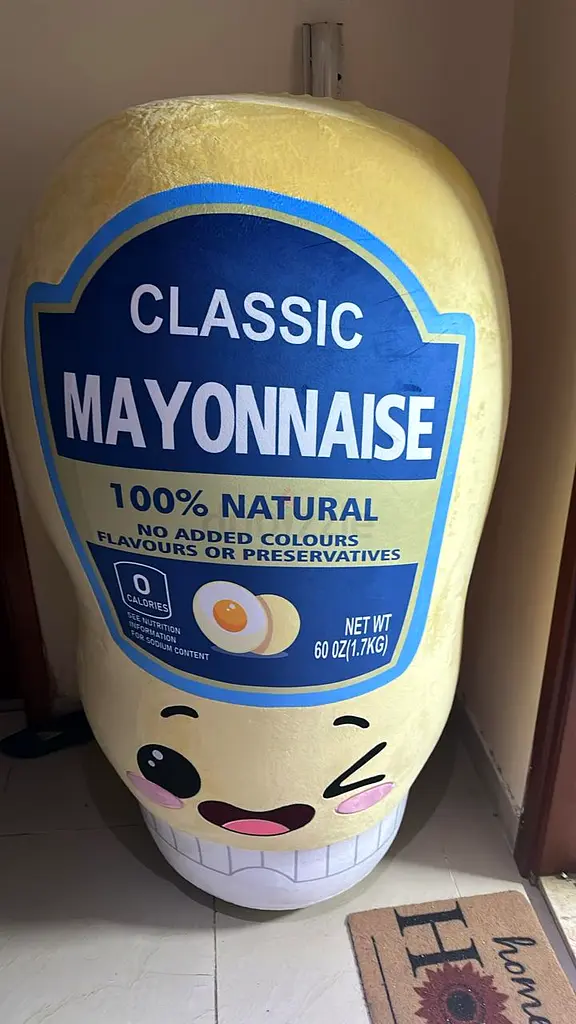 CLASSIC
MAYONNAISE
100% NATURAL
NO ADDED COLOURS
FLAVOURS OR PRESERVATIVES
0
CALORIES
SEE NUTRITION
INFORMATION
FOR SODIUM CONTENT
NET WT
60 OZ(1.7KG)
H
home